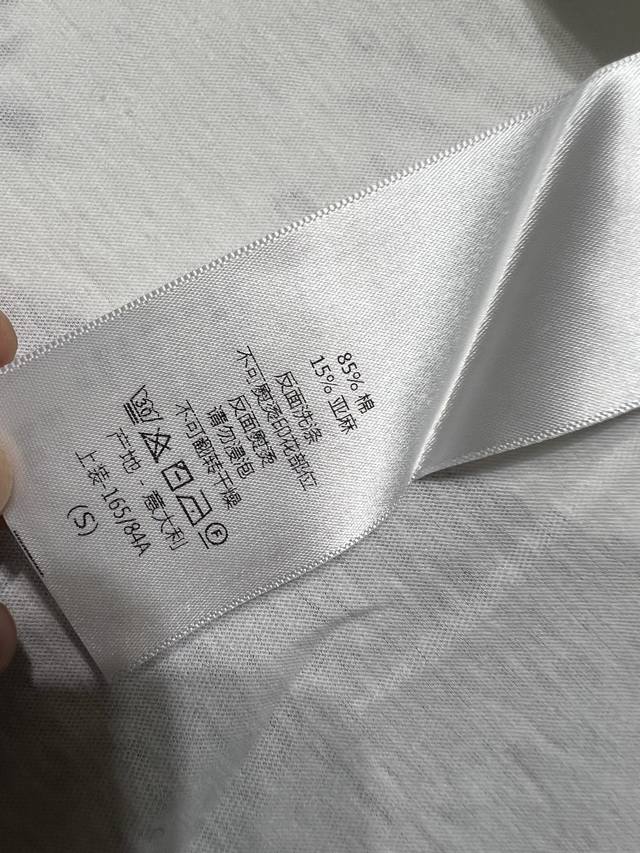 85% 棉
15% 亚麻
反面洗涤
不可熨烫印花部位
反面熨烫
请勿浸泡
不可翻转干燥
30
F
产地 - 意大利
上装-165/84A
(S)